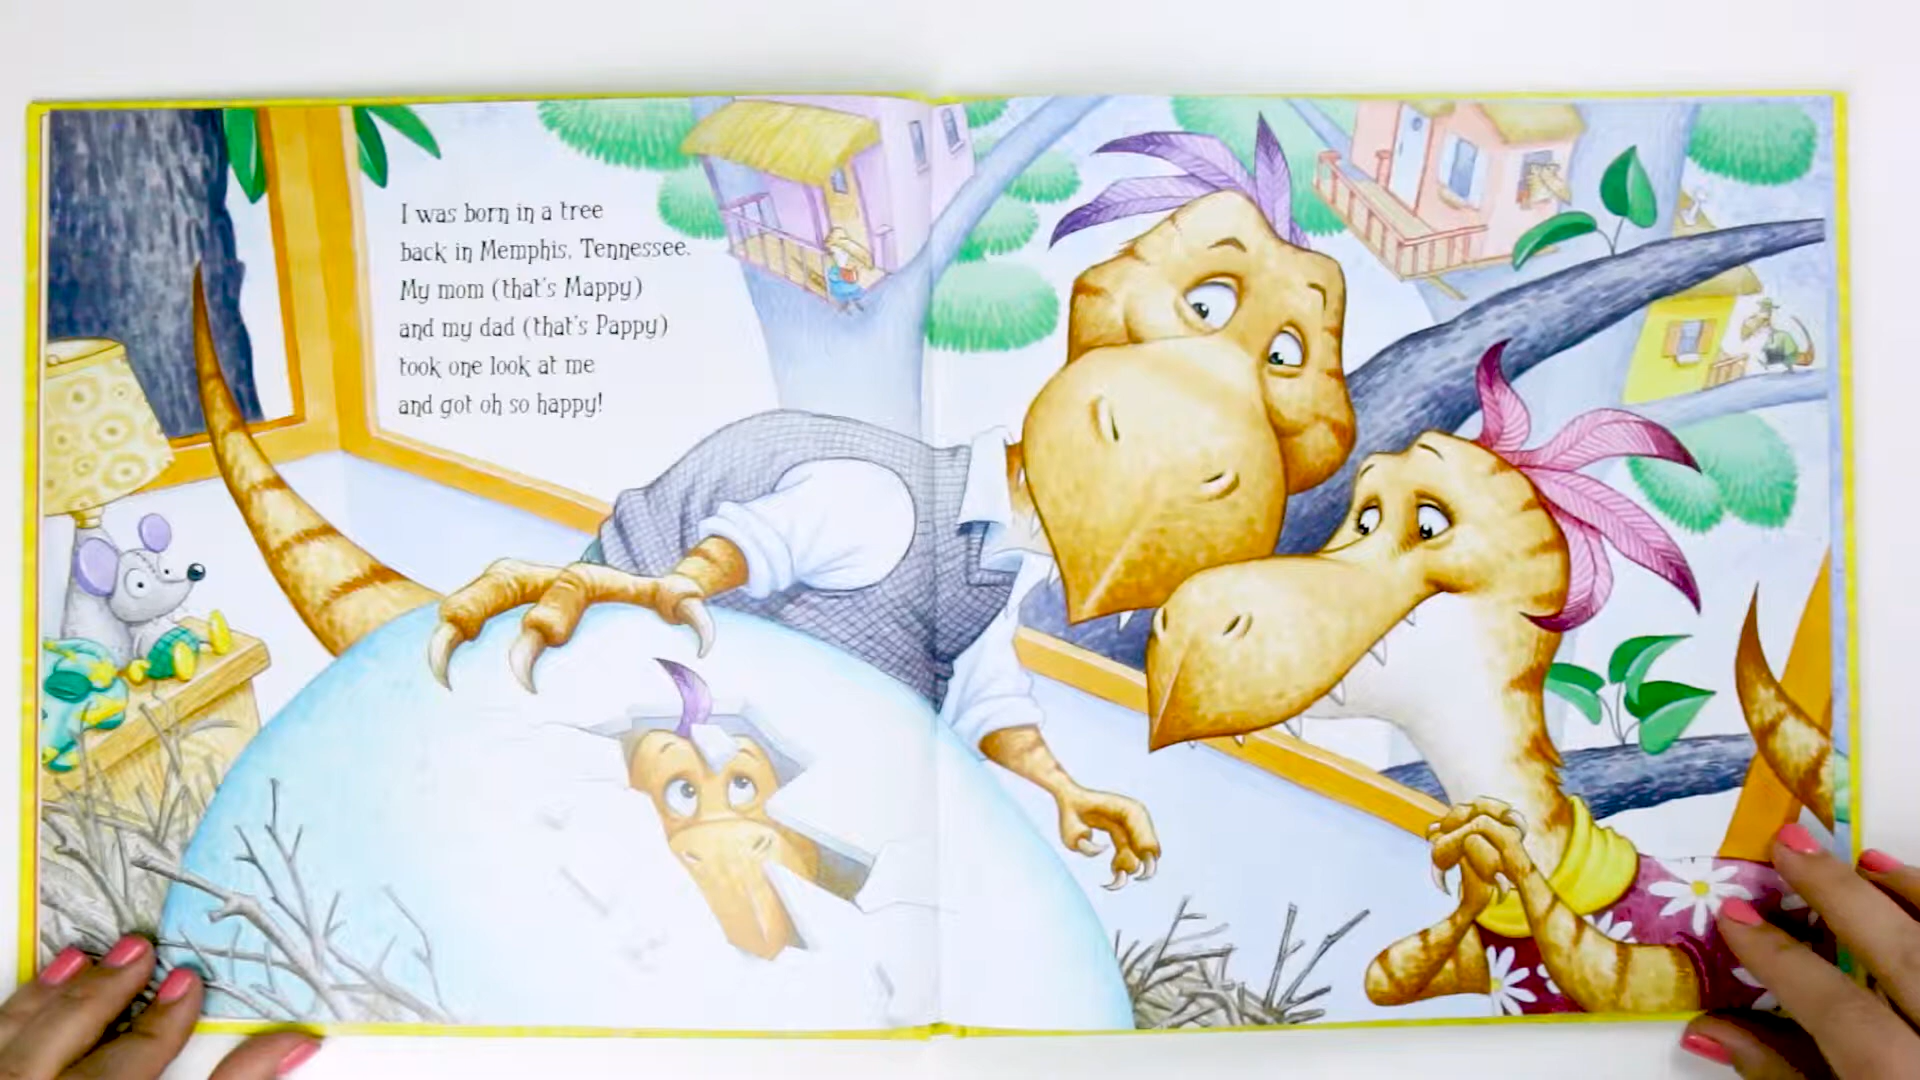 I was born in a tree
back in Memphis, Tennessee.
My mom (that's Mappy)
and my dad (that's Pappy)
took one look at me
and got oh so happy!